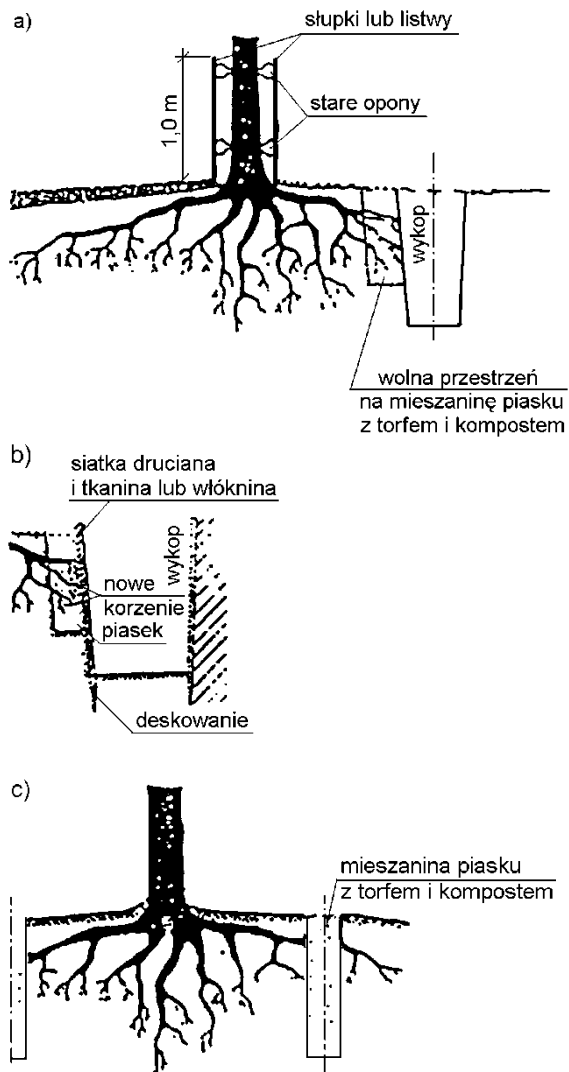 a)
słupki lub listwy
stare opony
1,0 m
wykop
wolna przestrzeń
na mieszaninę piasku
z torfem i kompostem
b)
siatka druciana
i tkanina lub włóknina
wykop
nowe
korzenie
piasek
deskowanie
c)
mieszanina piasku
z torfem i kompostem